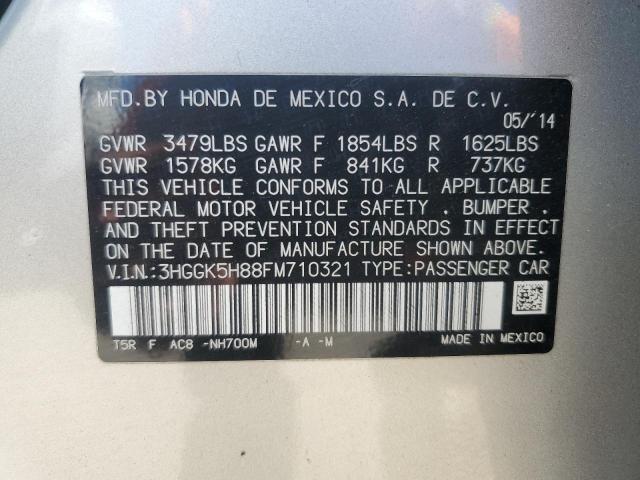 MFD.BY HONDA DE MEXICO S.A. DE C.V.
05/'14
GVWR 3479LBS GAWR F 1854LBS R 1625LBS
GVWR 1578KG GAWR F 841KG R 737KG
THIS VEHICLE CONFORMS TO ALL APPLICABLE
FEDERAL MOTOR VEHICLE SAFETY , BUMPER ,
AND THEFT PREVENTION STANDARDS IN EFFECT
ON THE DATE OF MANUFACTURE SHOWN ABOVE.
V.I.N.:3HGGK5H88FM710321 TYPE:PASSENGER CAR
T5R F AC8 -NH700M -A -M MADE IN MEXICO